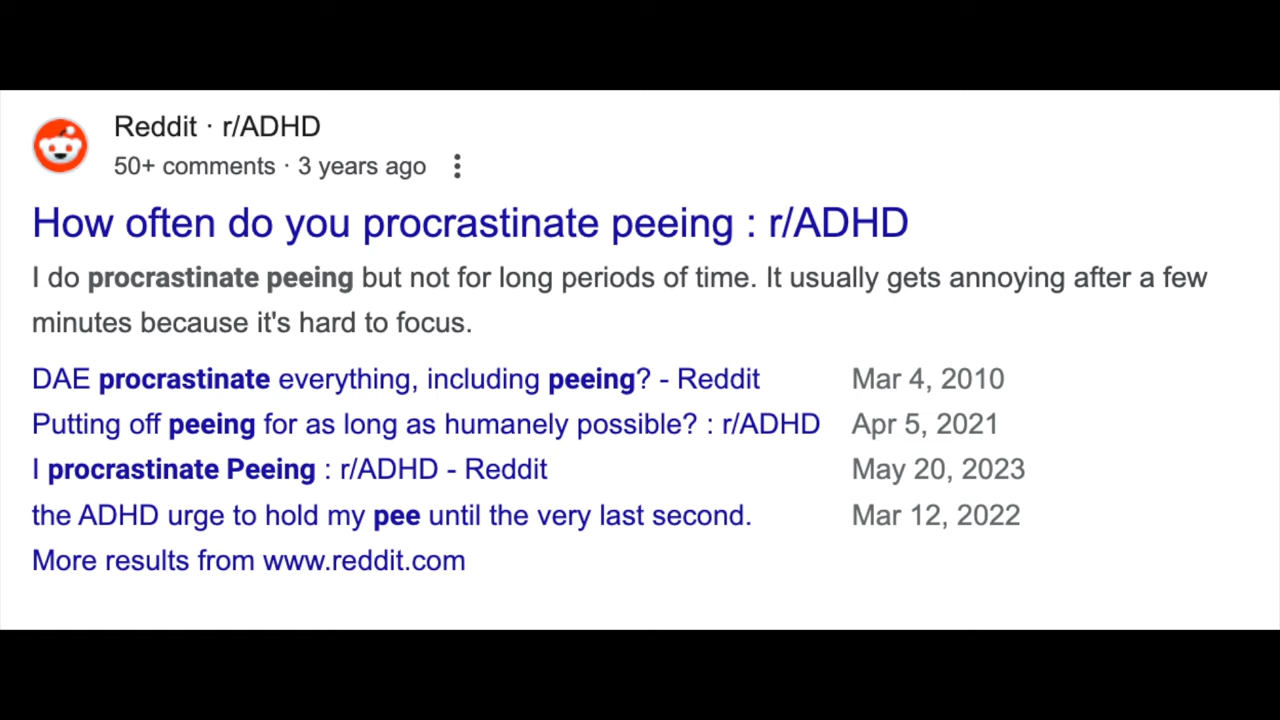 Reddit · r/ADHD
50+ comments · 3 years ago
How often do you procrastinate peeing : r/ADHD
I do procrastinate peeing but not for long periods of time. It usually gets annoying after a few
minutes because it's hard to focus.
DAE procrastinate everything, including peeing? - Reddit Mar 4, 2010
Putting off peeing for as long as humanely possible? : r/ADHD Apr 5, 2021
I procrastinate Peeing : r/ADHD - Reddit May 20, 2023
the ADHD urge to hold my pee until the very last second. Mar 12, 2022
More results from www.reddit.com